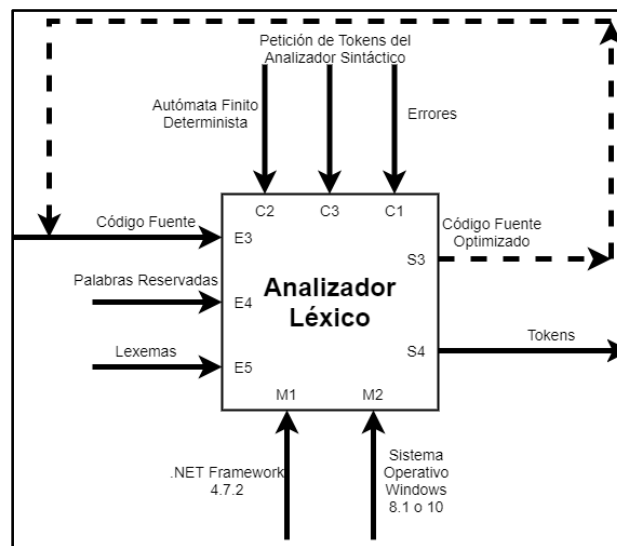 Petición de Tokens del
Analizador Sintáctico
Autómata Finito
Determinista
Errores
C2
C3
C1
Código Fuente
E3
Código Fuente
Optimizado
S3
Palabras Reservadas
E4
Analizador
Léxico
Lexemas
E5
S4
Tokens
M1
M2
.NET Framework
4.7.2
Sistema
Operativo
Windows
8.1 o 10